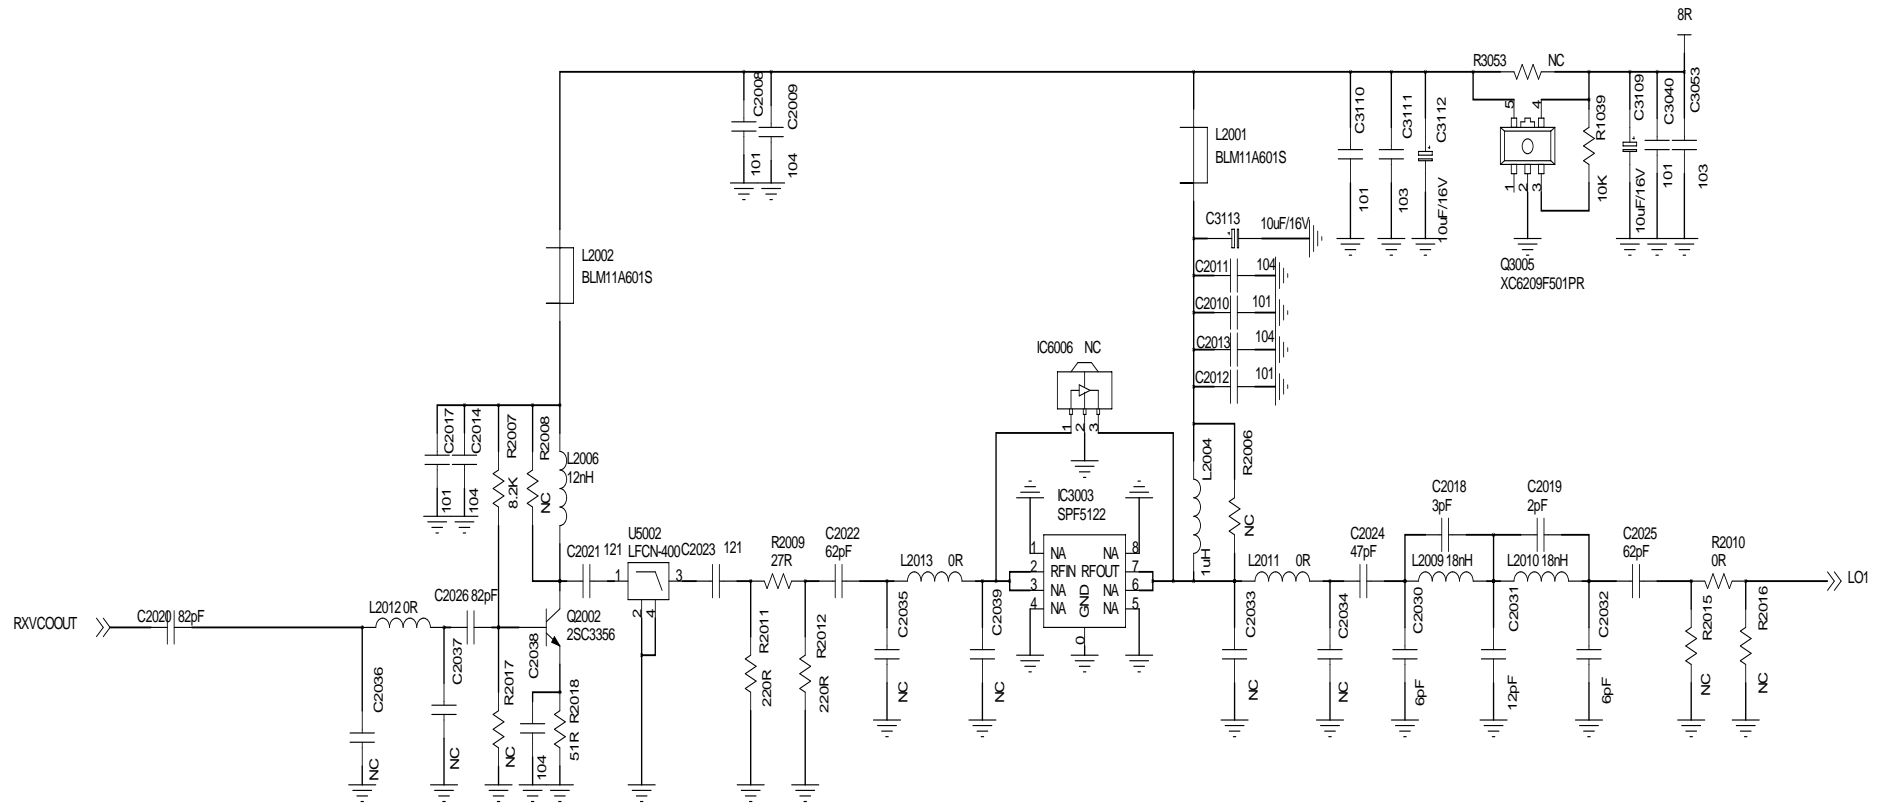 8R
R3053 NC
C2008
101
C2009
104
L2001
BLM11A601S
C3110
101
C3111
103
C3112
10uF/16V
5
4
O
1
2
3
R1039
10K
C3109
10uF/16V
C3040
101
C3053
103
Q3005
XC6209F501PR
L2002
BLM11A601S
C3113 10uF/16V
C2011 104
C2010 101
C2013 104
C2012 101
IC6006 NC
1
2
3
C2017
101
C2014
104
R2007
8.2K
R2008
NC
L2006
12nH
L2004
1uH
R2006
NC
IC3003
SPF5122
1 NA NA 8
2 RFIN RFOUT 7
3 NA NA 6
4 NA NA 5
GND
0
C2021 121
U5002
LFCN-400
1
3
2
4
C2023 121
R2009
27R
C2022
62pF
L2013 0R
L2011 0R
C2024
47pF
C2018
3pF
C2019
2pF
L2009 18nH
L2010 18nH
C2025
62pF
R2010
0R
LO1
RXVCOOUT
C2020 82pF
L2012 0R
C2026 82pF
Q2002
2SC3356
C2036
NC
C2037
NC
R2017
NC
C2038
104
R2018
51R
R2011
220R
R2012
220R
C2035
NC
C2039
NC
C2033
NC
C2034
NC
C2030
6pF
C2031
12pF
C2032
6pF
R2015
NC
R2016
NC